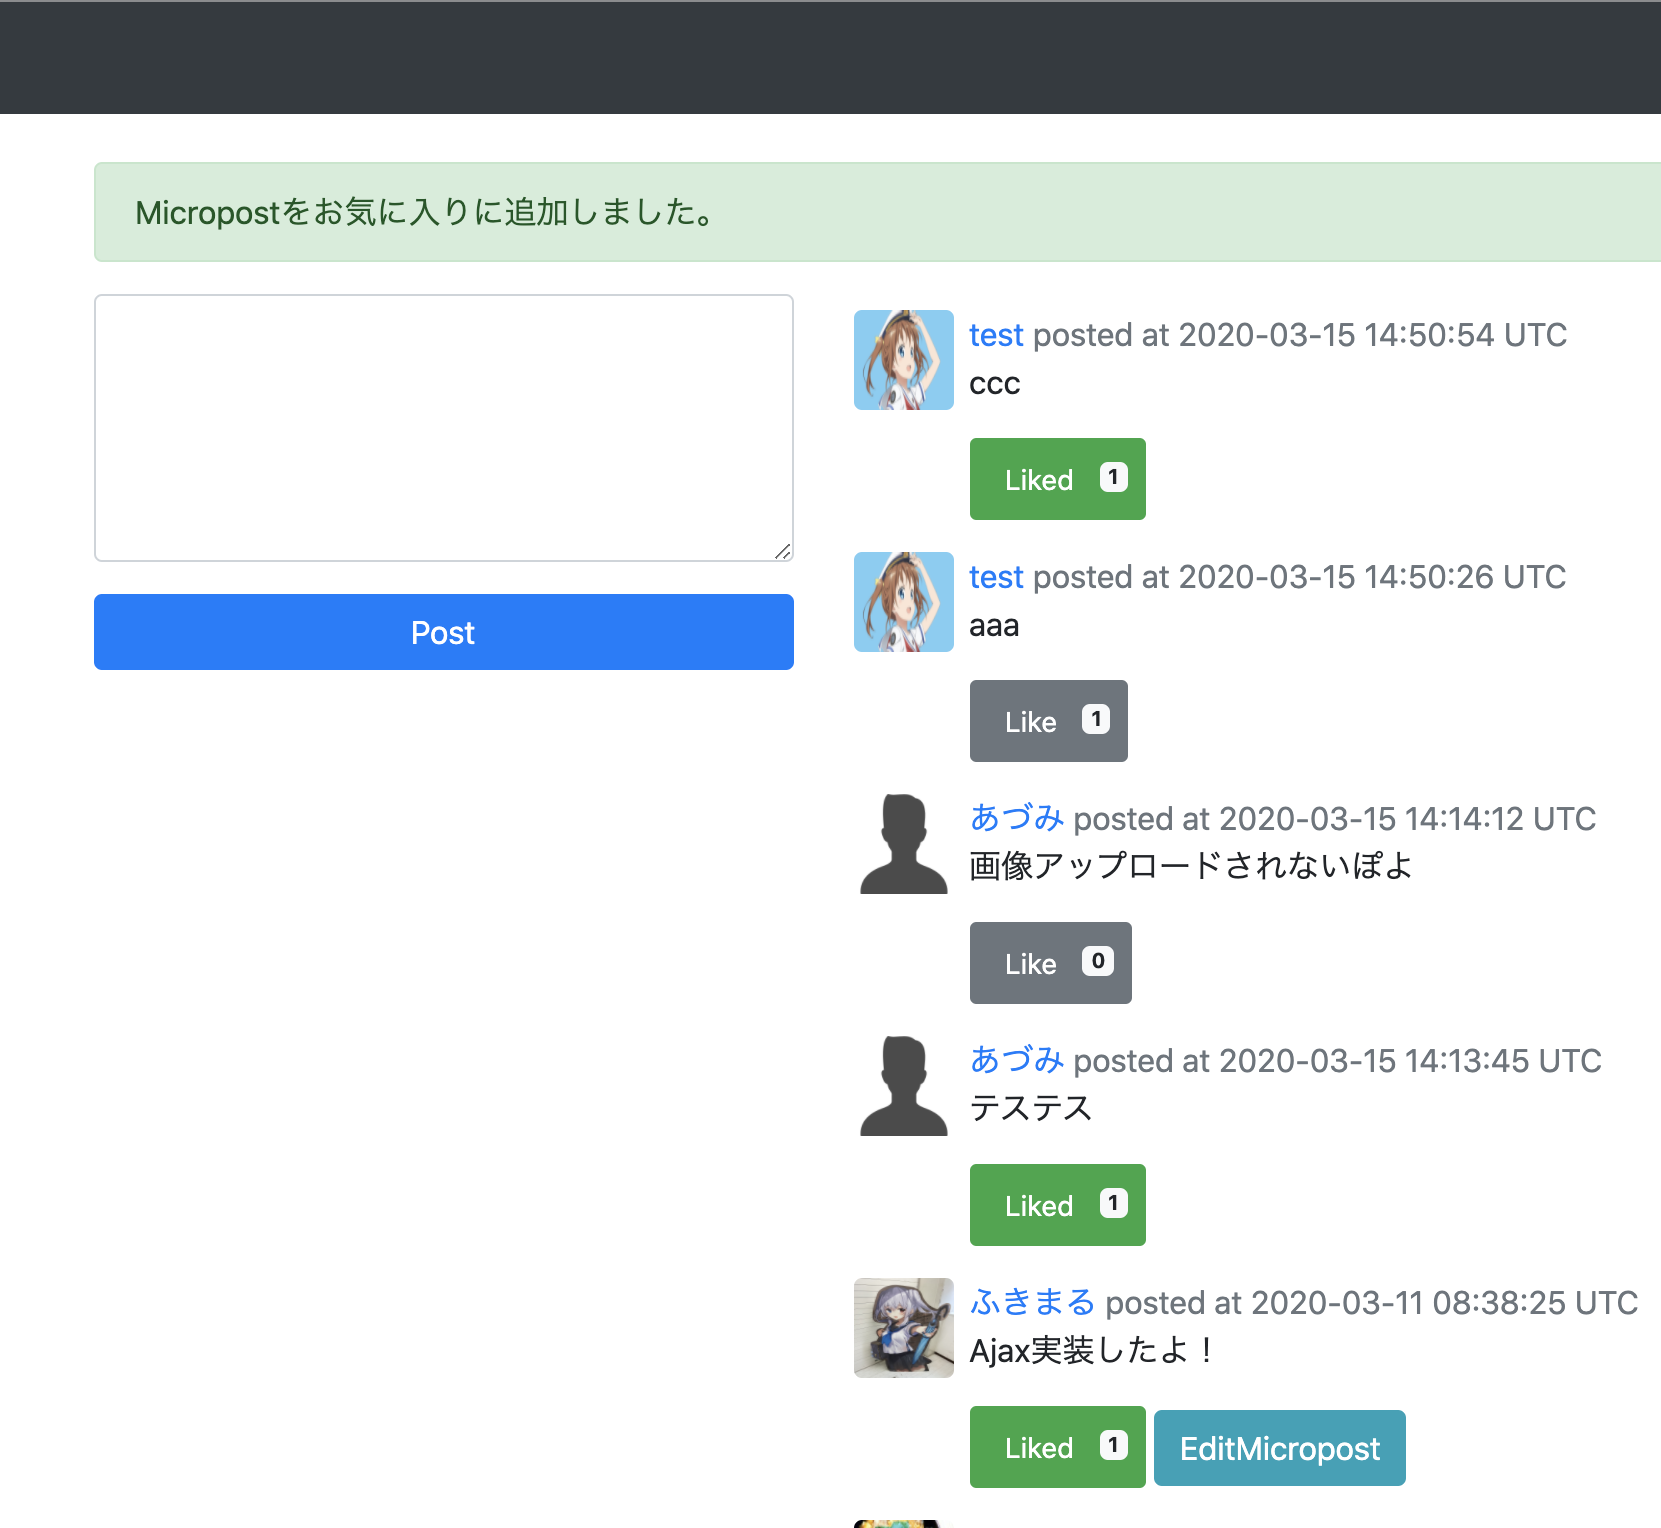 Micropostをお気に入りに追加しました。
Post
test posted at 2020-03-15 14:50:54 UTC
ccc
Liked 1
test posted at 2020-03-15 14:50:26 UTC
aaa
Like 1
あづみ posted at 2020-03-15 14:14:12 UTC
画像アップロードされないぽよ
Like 0
あづみ posted at 2020-03-15 14:13:45 UTC
テステス
Liked 1
ふきまる posted at 2020-03-11 08:38:25 UTC
Ajax実装したよ！
Liked 1 EditMicropost